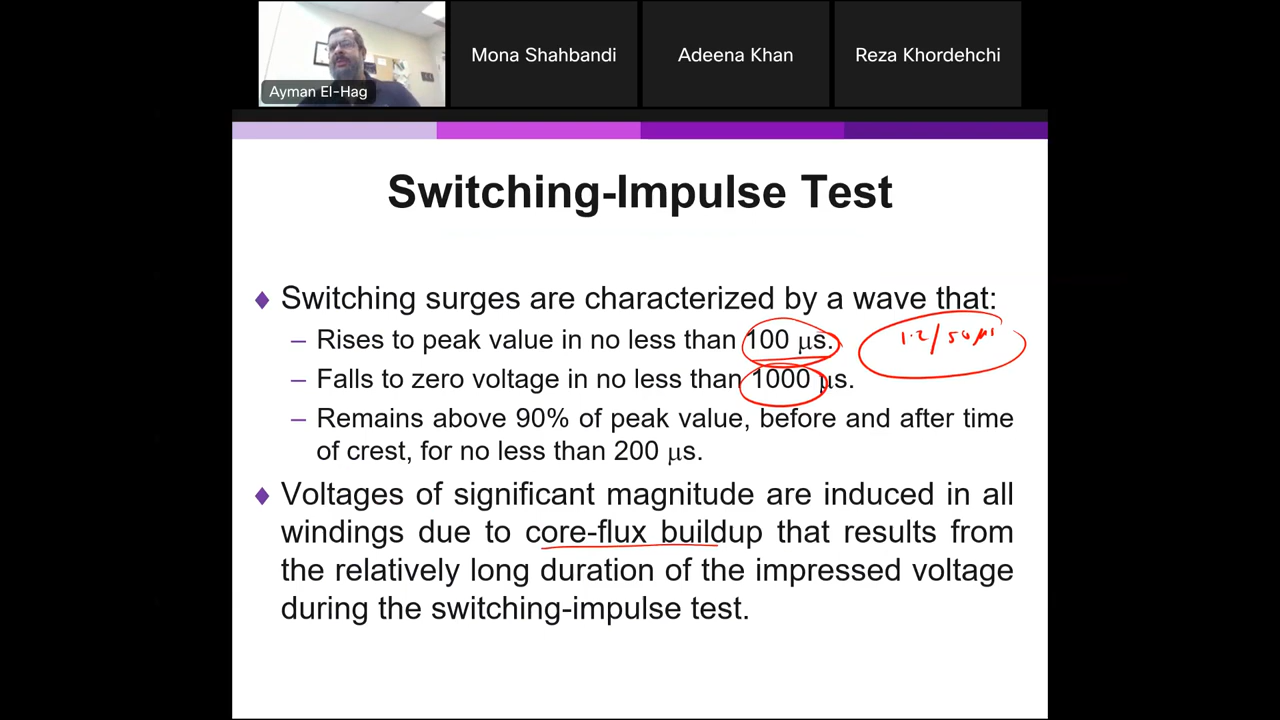 Ayman El-Hag
Mona Shahbandi
Adeena Khan
Reza Khordehchi
Switching-Impulse Test
Switching surges are characterized by a wave that:
– Rises to peak value in no less than 100 μs.
1.2/50 μs
– Falls to zero voltage in no less than 1000 μs.
– Remains above 90% of peak value, before and after time
of crest, for no less than 200 μs.
Voltages of significant magnitude are induced in all
windings due to core-flux buildup that results from
the relatively long duration of the impressed voltage
during the switching-impulse test.